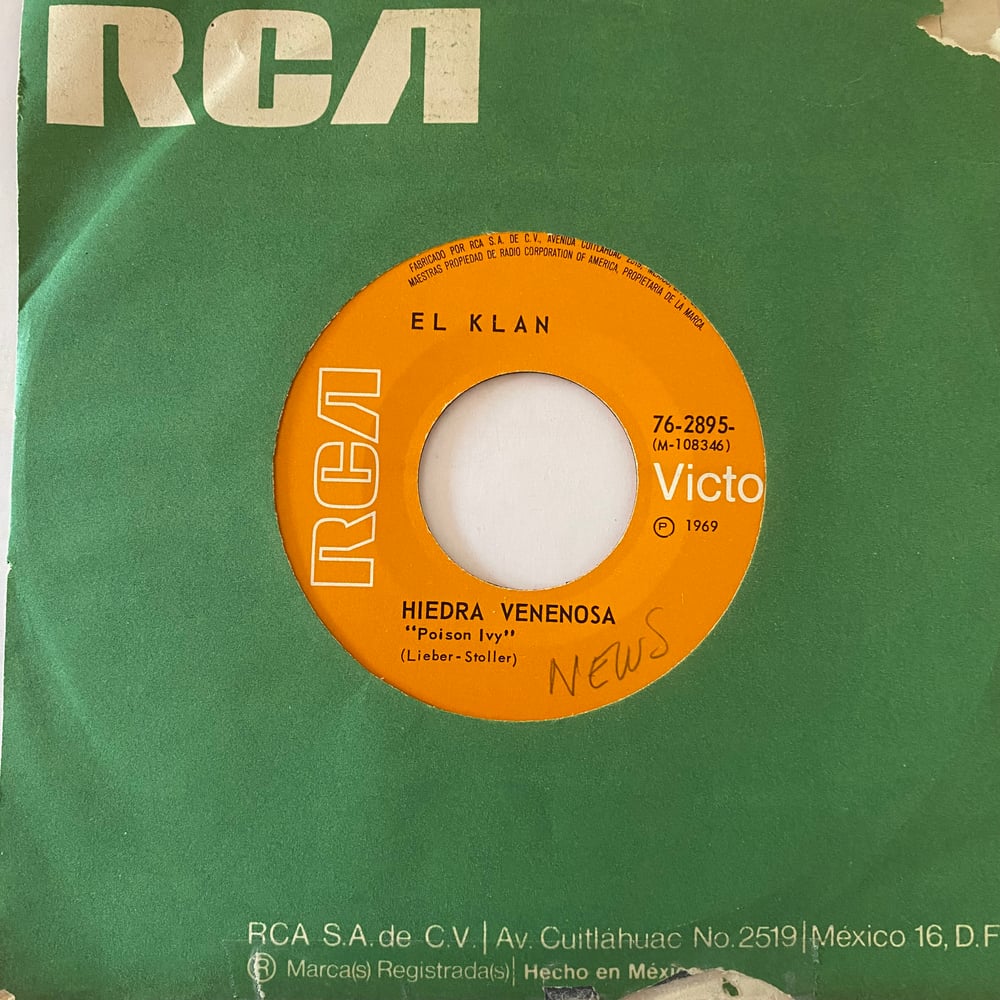 RCA
FABRICADO POR RCA S.A. DE C.V., AVENIDA CUITLAHUAC 2519,
MAESTRAS PROPIEDAD DE RADIO CORPORATION OF AMERICA, PROPIETARIA DE LA MARCA.
EL KLAN
RCA
76-2895-
(M-108346)
Victo
Ⓟ 1969
HIEDRA VENENOSA
"Poison Ivy"
(Lieber-Stoller)
NEWS
RCA S.A. de C.V. | Av. Cuitláhuac No. 2519 | México 16, D.F
® Marca(s) Registrada(s) | Hecho en Méxi